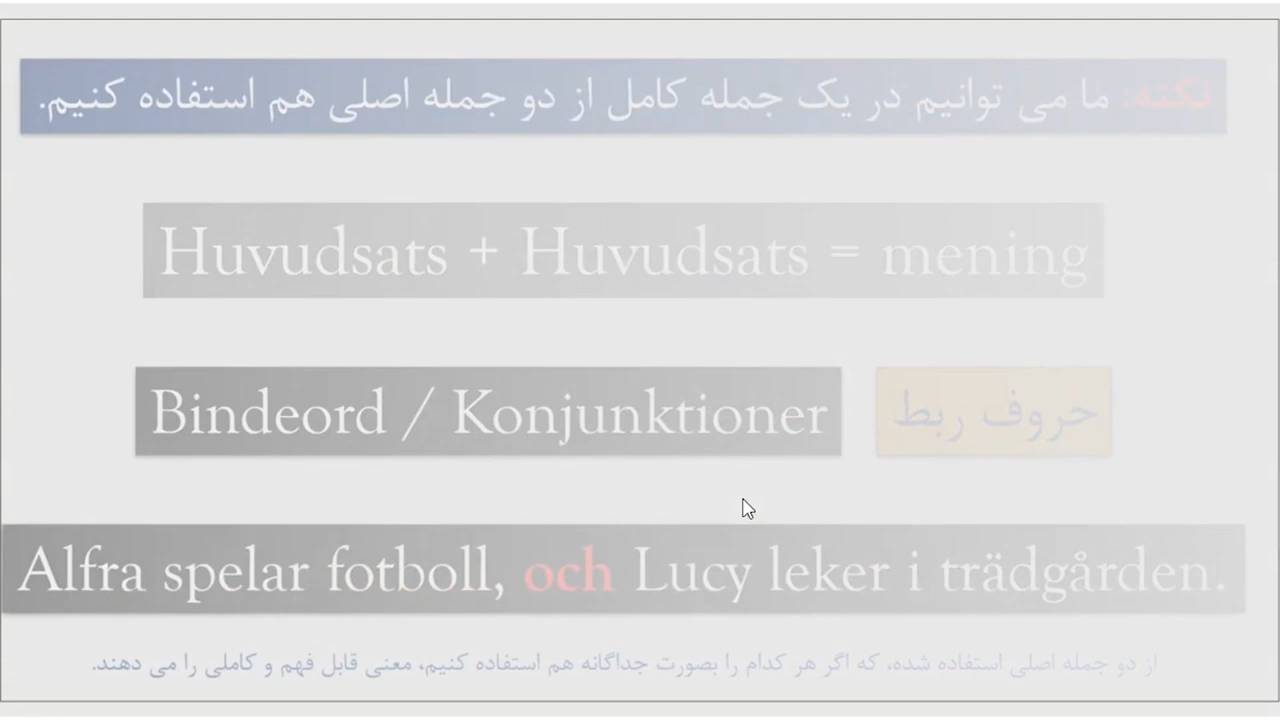 نکته: ما می توانیم در یک جمله کامل از دو جمله اصلی هم استفاده کنیم.
Huvudsats + Huvudsats = mening
Bindeord / Konjunktioner حروف ربط
Alfra spelar fotboll, och Lucy leker i trädgården.
از دو جمله اصلی استفاده شده، که اگر هر کدام را بصورت جداگانه هم استفاده کنیم، معنی قابل فهم و کاملی را می دهند.